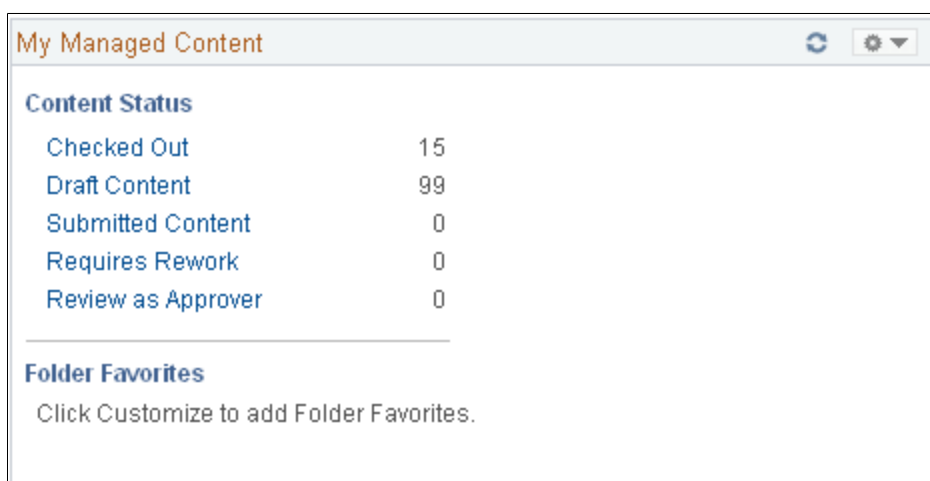 My Managed Content
Content Status
Checked Out 15
Draft Content 99
Submitted Content 0
Requires Rework 0
Review as Approver 0
Folder Favorites
Click Customize to add Folder Favorites.